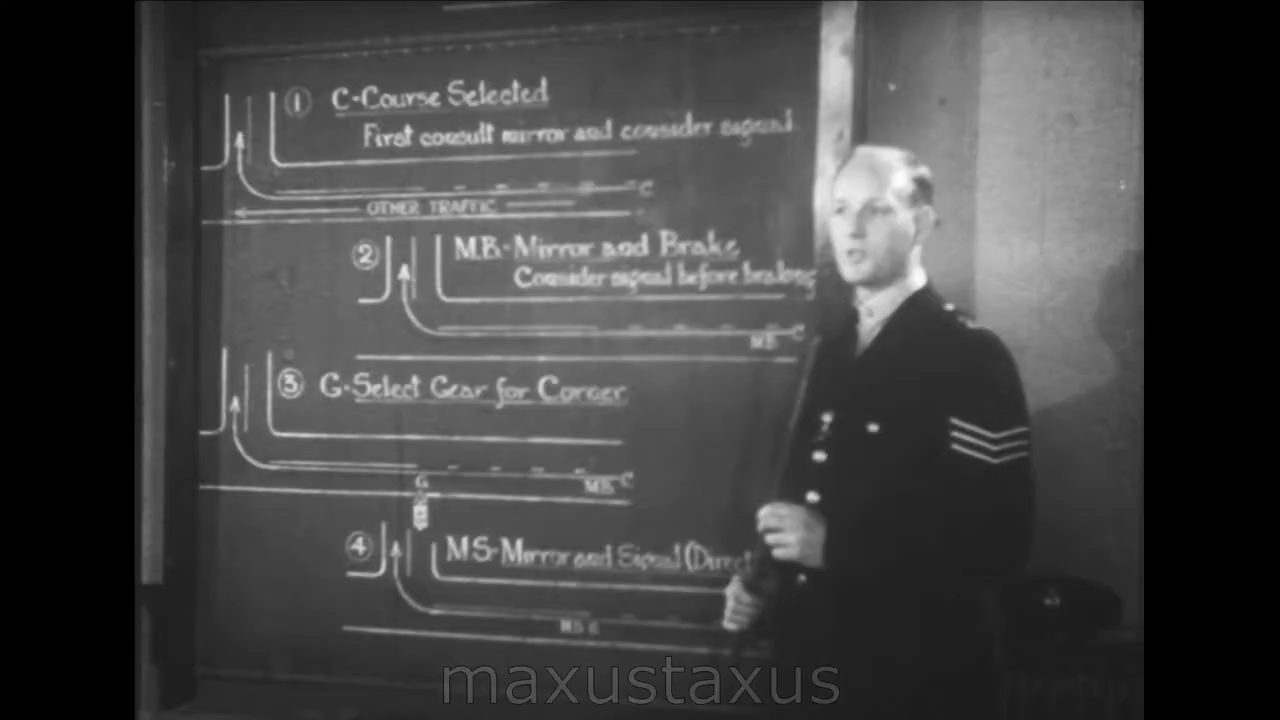 ① C-Course Selected
First consult mirror and consider signal
C
OTHER TRAFFIC
② M.B.-Mirror and Brake
Consider signal before braking
M.B. C
③ G-Select Gear for Corner
G
M.B. C
④ M.S-Mirror and Signal (Direct
M.S
maxustaxus